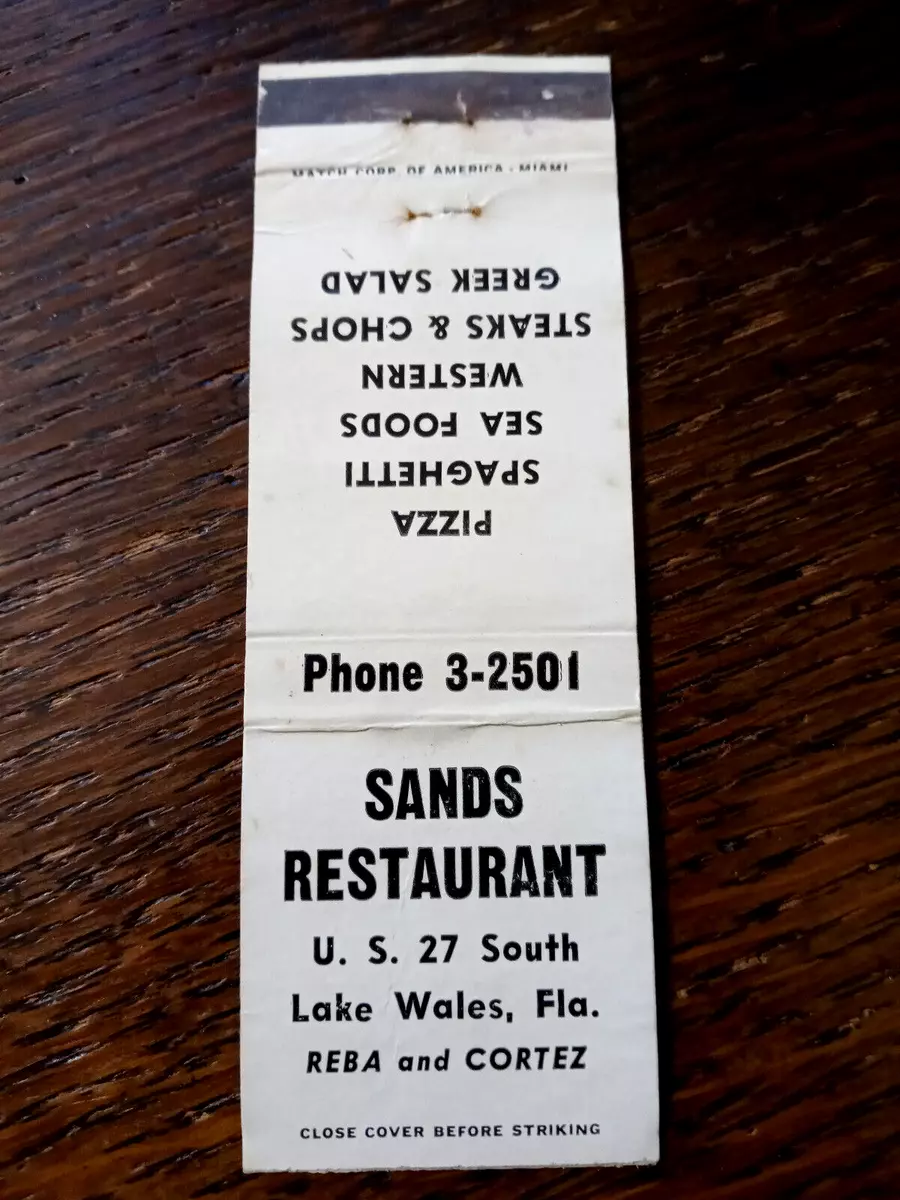 MATCH CORP. OF AMERICA - MIAMI
PIZZA
SPAGHETTI
SEA FOODS
WESTERN
STEAKS & CHOPS
GREEK SALAD
Phone 3-2501
SANDS
RESTAURANT
U. S. 27 South
Lake Wales, Fla.
REBA and CORTEZ
CLOSE COVER BEFORE STRIKING